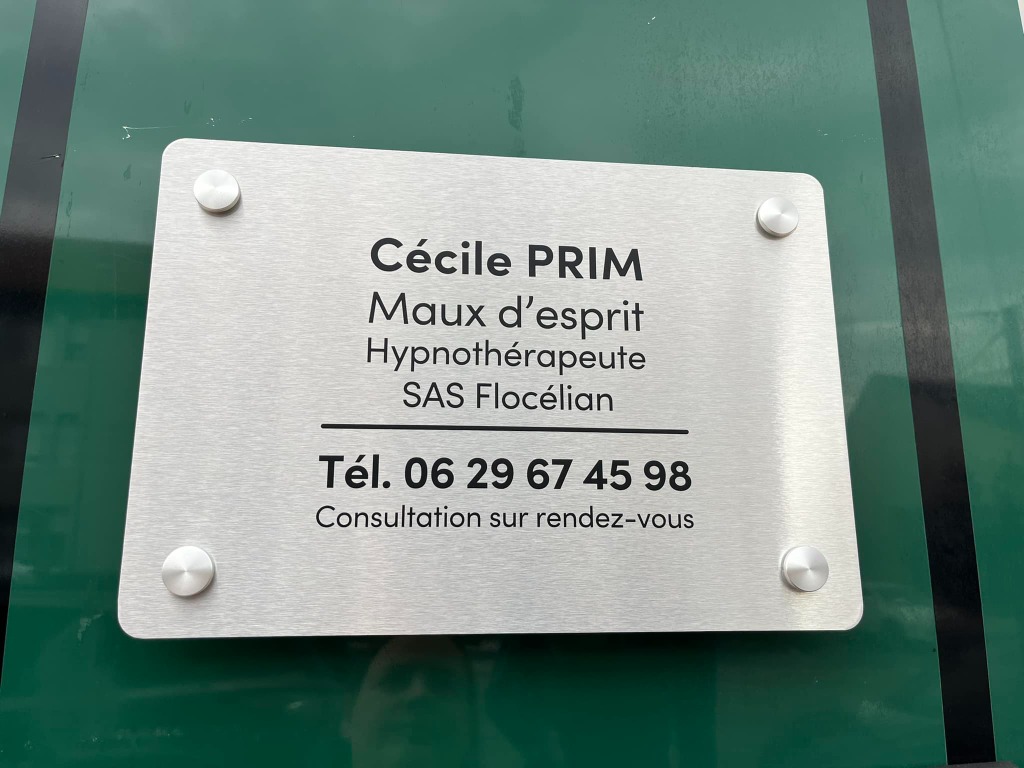 Cécile PRIM
Maux d’esprit
Hypnothérapeute
SAS Flocélian
Tél. 06 29 67 45 98
Consultation sur rendez-vous